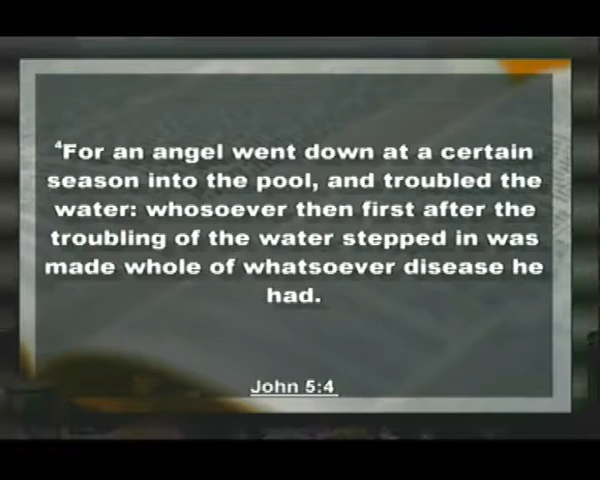 ⁴For an angel went down at a certain
season into the pool, and troubled the
water: whosoever then first after the
troubling of the water stepped in was
made whole of whatsoever disease he
had.
John 5:4